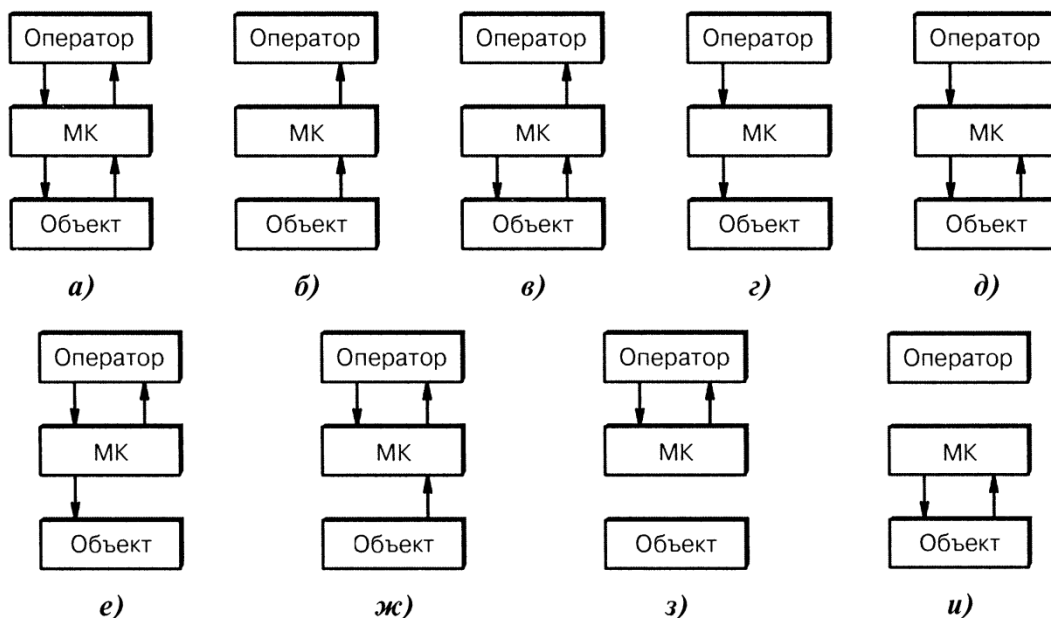 Оператор Оператор Оператор Оператор Оператор
МК МК МК МК МК
Объект Объект Объект Объект Объект
а) б) в) г) д)
Оператор Оператор Оператор Оператор
МК МК МК МК
Объект Объект Объект Объект
е) ж) з) и)